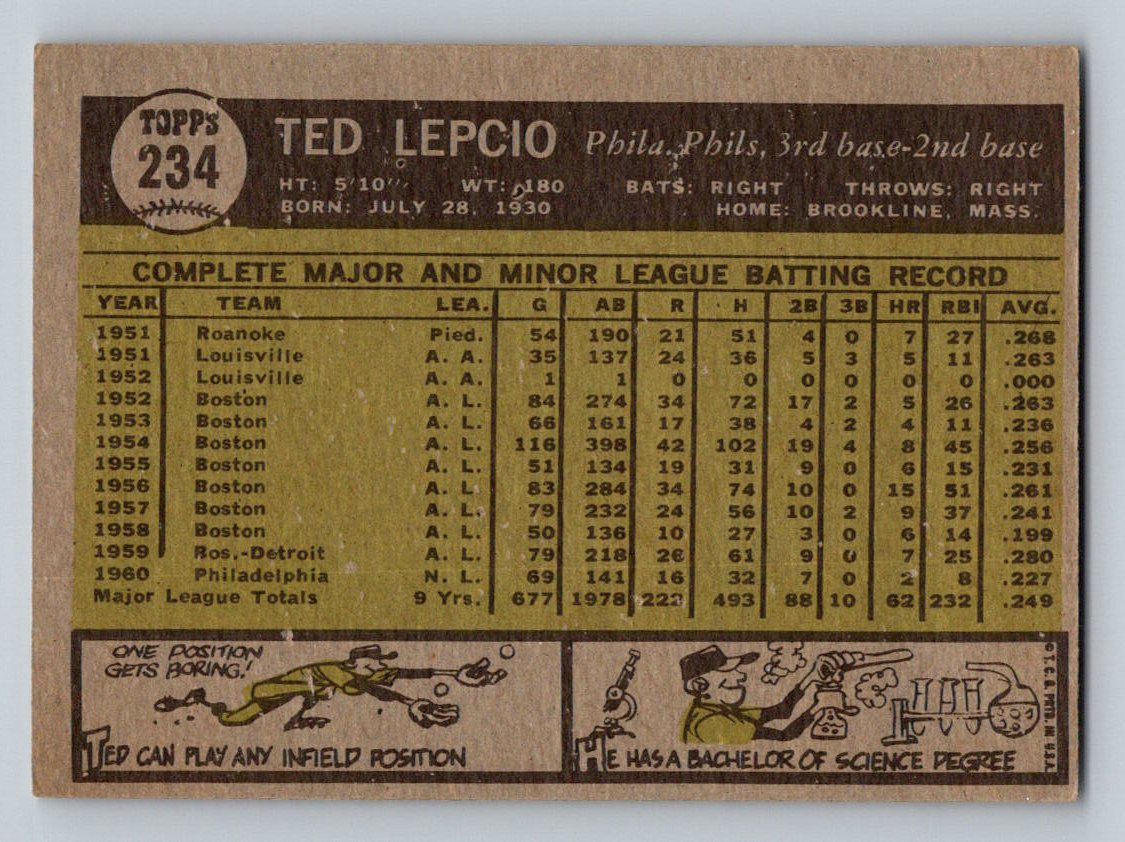 TOPPS
234
TED LEPCIO Phila. Phils, 3rd base-2nd base
HT: 5'10" WT: 180 BATS: RIGHT THROWS: RIGHT
BORN: JULY 28, 1930 HOME: BROOKLINE, MASS.
COMPLETE MAJOR AND MINOR LEAGUE BATTING RECORD
YEAR TEAM LEA. G AB R H 2B 3B HR RBI AVG.
1951 Roanoke Pied. 54 190 21 51 4 0 7 27 .268
1951 Louisville A. A. 35 137 24 36 5 3 5 11 .263
1952 Louisville A. A. 1 1 0 0 0 0 0 0 .000
1952 Boston A. L. 84 274 34 72 17 2 5 26 .263
1953 Boston A. L. 66 161 17 38 4 2 4 11 .236
1954 Boston A. L. 116 398 42 102 19 4 8 45 .256
1955 Boston A. L. 51 134 19 31 9 0 6 15 .231
1956 Boston A. L. 83 284 34 74 10 0 15 51 .261
1957 Boston A. L. 79 232 24 56 10 2 9 37 .241
1958 Boston A. L. 50 136 10 27 3 0 6 14 .199
1959 Bos.-Detroit A. L. 79 218 26 61 9 0 7 25 .280
1960 Philadelphia N. L. 69 141 16 32 7 0 2 8 .227
Major League Totals 9 Yrs. 677 1978 222 493 88 10 62 232 .249
ONE POSITION
GETS BORING!
TED CAN PLAY ANY INFIELD POSITION
HE HAS A BACHELOR OF SCIENCE DEGREE
© T.C.G. PRTD. IN U.S.A.